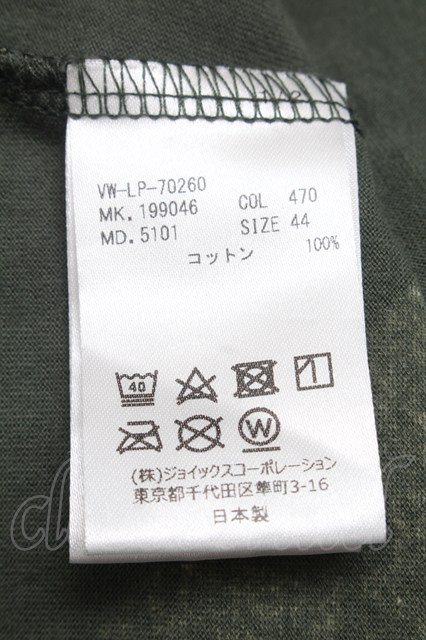 VW-LP-70260
MK. 199046 COL 470
MD. 5101 SIZE 44
コットン 100%
40
W
(株)ジョイックスコーポレーション
東京都千代田区隼町3-16
日本製